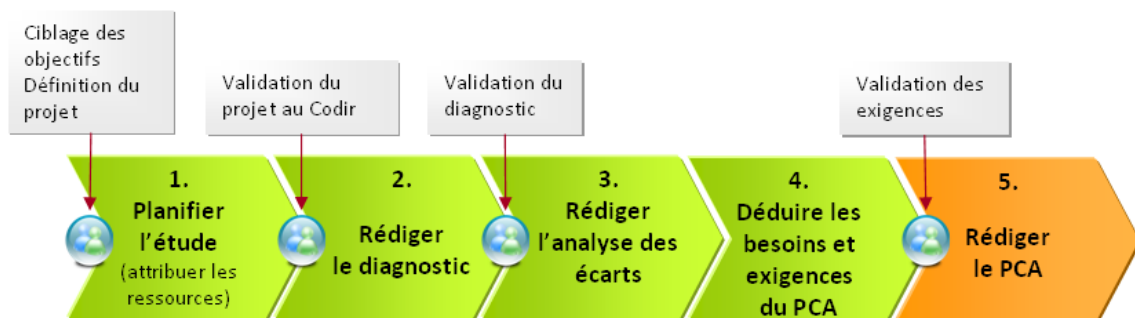 Ciblage des
objectifs
Définition du
projet
Validation du
projet au Codir
Validation du
diagnostic
Validation des
exigences
1.
Planifier
l'étude
(attribuer les
ressources)
2.
Rédiger
le diagnostic
3.
Rédiger
l'analyse des
écarts
4.
Déduire les
besoins et
exigences
du PCA
5.
Rédiger
le PCA